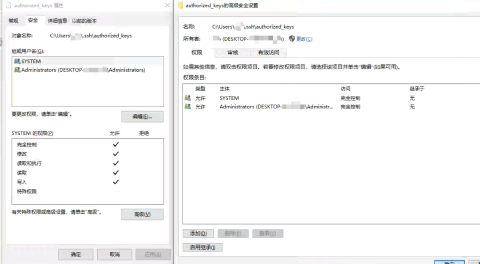 authorized_keys 属性
常规 安全 详细信息 以前的版本
对象名称: C:\Users\ \.ssh\authorized_keys
组或用户名(G):
SYSTEM
Administrators (DESKTOP- \Administrators)
要更改权限，请单击"编辑"。 编辑(E)...
SYSTEM 的权限(P) 允许 拒绝
完全控制
修改
读取和执行
读取
写入
特殊权限
有关特殊权限或高级设置，请单击"高级"。 高级(V)
确定 取消 应用(A)
authorized_keys的高级安全设置
名称: C:\Users\ \.ssh\authorized_keys
所有者: (DESKTOP- 更改(C)
权限 审核 有效访问
如需其他信息，请双击权限项目。若要修改权限项目，请选择该项目并单击"编辑"(如果可用)。
权限条目:
类型 主体 访问 继承于
允许 SYSTEM 完全控制 无
允许 Administrators (DESKTOP- \Administr... 完全控制 无
添加(D) 删除(R) 查看(V)
启用继承(I)